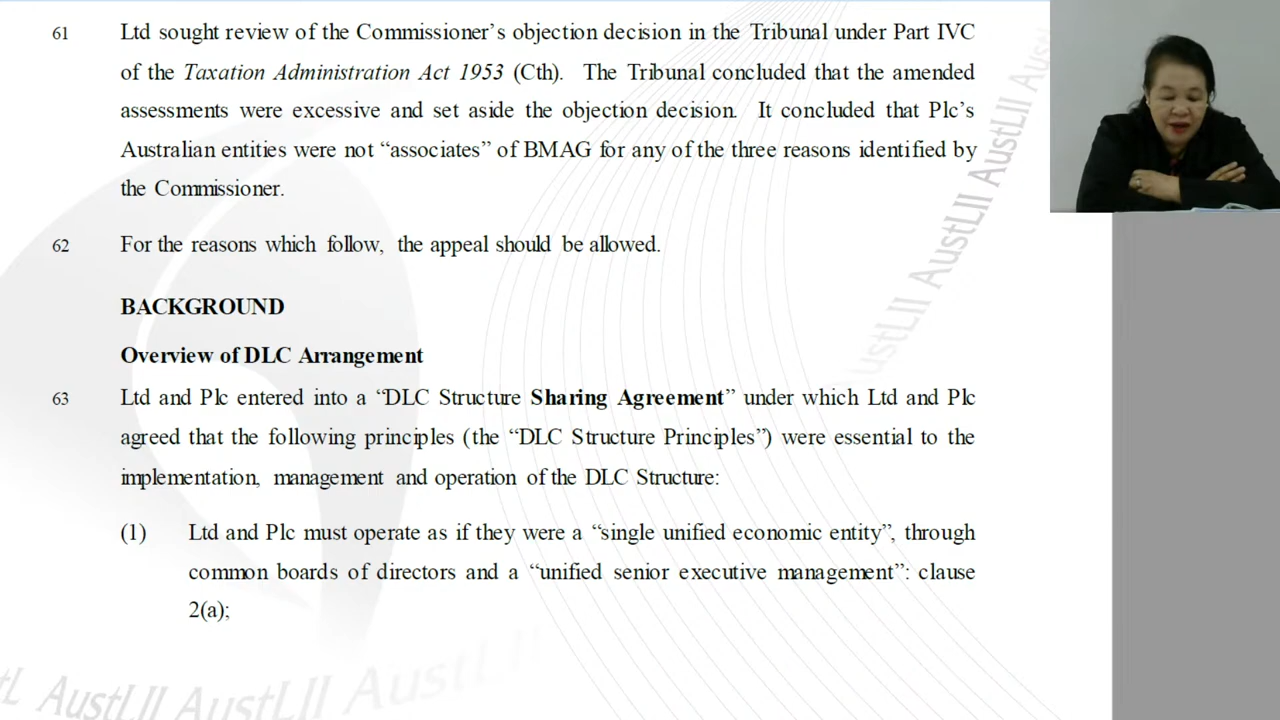 61 Ltd sought review of the Commissioner's objection decision in the Tribunal under Part IVC
of the Taxation Administration Act 1953 (Cth). The Tribunal concluded that the amended
assessments were excessive and set aside the objection decision. It concluded that Plc's
Australian entities were not “associates” of BMAG for any of the three reasons identified by
the Commissioner.
62 For the reasons which follow, the appeal should be allowed.
BACKGROUND
Overview of DLC Arrangement
63 Ltd and Plc entered into a “DLC Structure Sharing Agreement” under which Ltd and Plc
agreed that the following principles (the “DLC Structure Principles”) were essential to the
implementation, management and operation of the DLC Structure:
(1) Ltd and Plc must operate as if they were a “single unified economic entity”, through
common boards of directors and a “unified senior executive management”: clause
2(a);
AustLII AustLII AustLII
AustLII AustLII AustLII